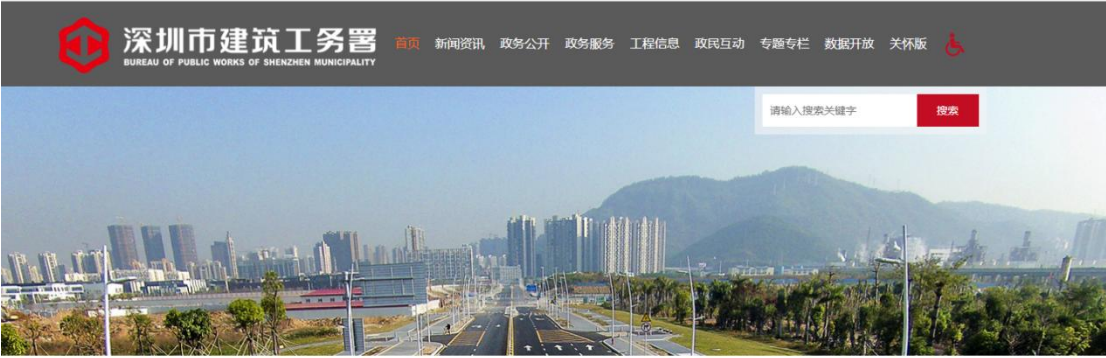 深圳市建筑工务署
BUREAU OF PUBLIC WORKS OF SHENZHEN MUNICIPALITY
首页 新闻资讯 政务公开 政务服务 工程信息 政民互动 专题专栏 数据开放 关怀版
请输入搜索关键字 搜索